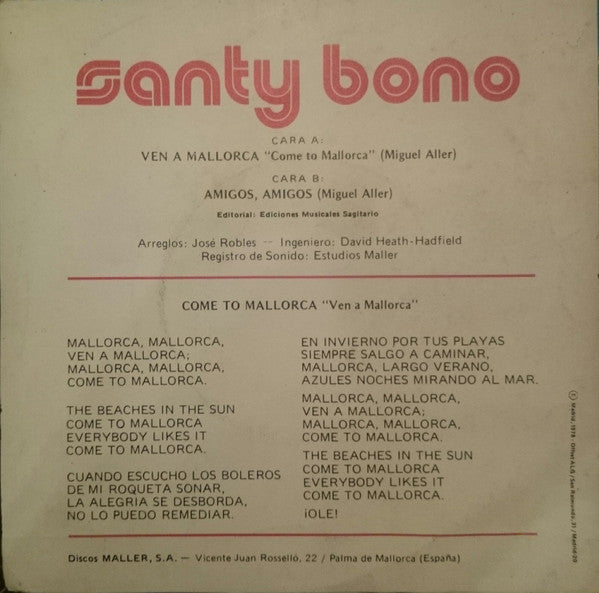 santy bono
CARA A:
VEN A MALLORCA "Come to Mallorca" (Miguel Aller)
CARA B:
AMIGOS, AMIGOS (Miguel Aller)
Editorial: Ediciones Musicales Sagitario
Arreglos: José Robles -- Ingeniero: David Heath-Hadfield
Registro de Sonido: Estudios Maller
COME TO MALLORCA "Ven a Mallorca"
MALLORCA, MALLORCA,
VEN A MALLORCA;
MALLORCA, MALLORCA,
COME TO MALLORCA.
THE BEACHES IN THE SUN
COME TO MALLORCA
EVERYBODY LIKES IT
COME TO MALLORCA.
CUANDO ESCUCHO LOS BOLEROS
DE MI ROQUETA SONAR,
LA ALEGRIA SE DESBORDA,
NO LO PUEDO REMEDIAR.
EN INVIERNO POR TUS PLAYAS
SIEMPRE SALGO A CAMINAR,
MALLORCA, LARGO VERANO,
AZULES NOCHES MIRANDO AL MAR.
MALLORCA, MALLORCA,
VEN A MALLORCA;
MALLORCA, MALLORCA,
COME TO MALLORCA.
THE BEACHES IN THE SUN
COME TO MALLORCA
EVERYBODY LIKES IT
COME TO MALLORCA.
¡OLE!
Madrid, 1978
Discos MALLER, S.A. — Vicente Juan Rosselló, 22 / Palma de Mallorca (España)